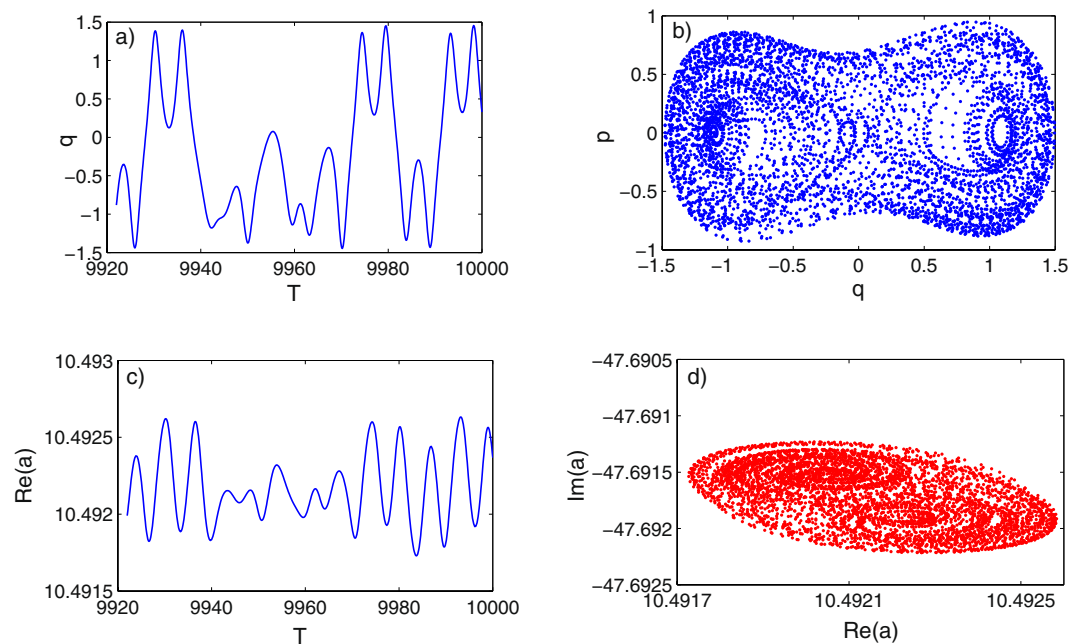 a)
1.5
1
0.5
0
−0.5
−1
−1.5
q
9920 9940 9960 9980 10000
T
b)
1
0.5
0
−0.5
−1
p
−1.5 −1 −0.5 0 0.5 1 1.5
q
c)
10.493
10.4925
10.492
10.4915
Re(a)
9920 9940 9960 9980 10000
T
d)
−47.6905
−47.691
−47.6915
−47.692
−47.6925
Im(a)
10.4917 10.4921 10.4925
Re(a)